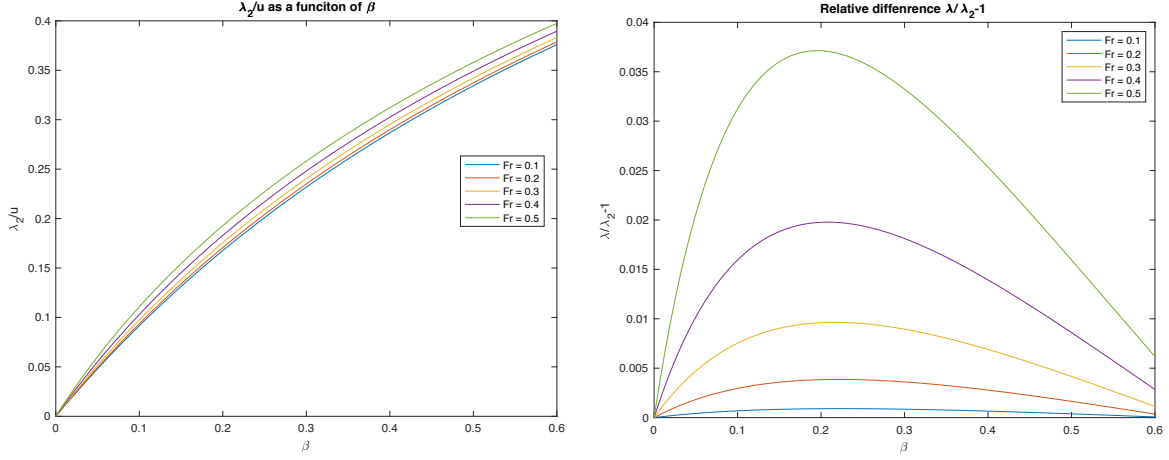 λ₂/u as a funciton of β
0.4
0.35
0.3
0.25
0.2
0.15
0.1
0.05
0
λ₂/u
Fr = 0.1
Fr = 0.2
Fr = 0.3
Fr = 0.4
Fr = 0.5
0 0.1 0.2 0.3 0.4 0.5 0.6
β
Relative diffenrence λ/ λ₂-1
0.04
0.035
0.03
0.025
0.02
0.015
0.01
0.005
0
λ/ λ₂-1
Fr = 0.1
Fr = 0.2
Fr = 0.3
Fr = 0.4
Fr = 0.5
0 0.1 0.2 0.3 0.4 0.5 0.6
β